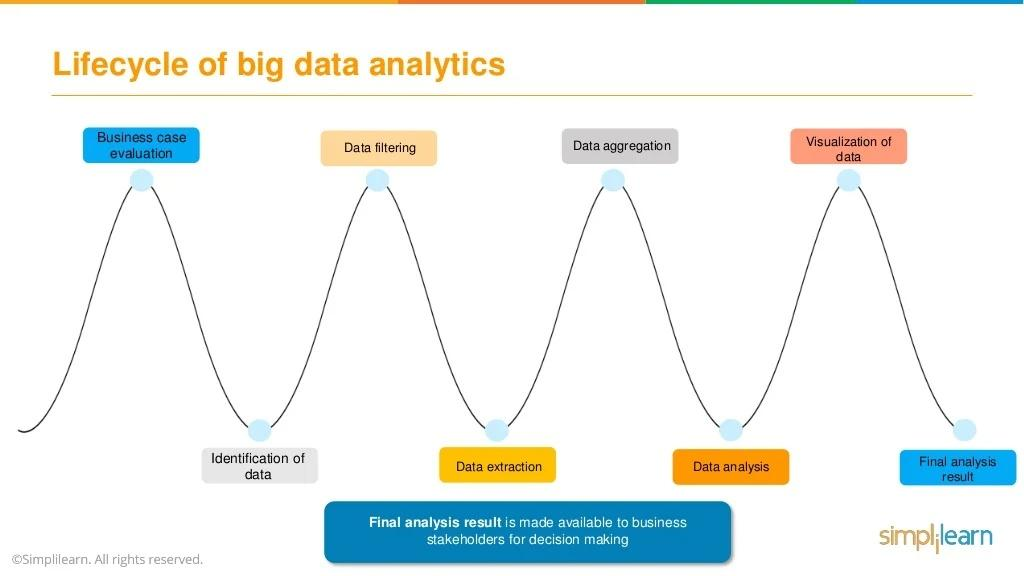 Lifecycle of big data analytics
Business case
evaluation
Data filtering
Data aggregation
Visualization of
data
Identification of
data
Data extraction
Data analysis
Final analysis
result
Final analysis result is made available to business
stakeholders for decision making
simplilearn
©Simplilearn. All rights reserved.